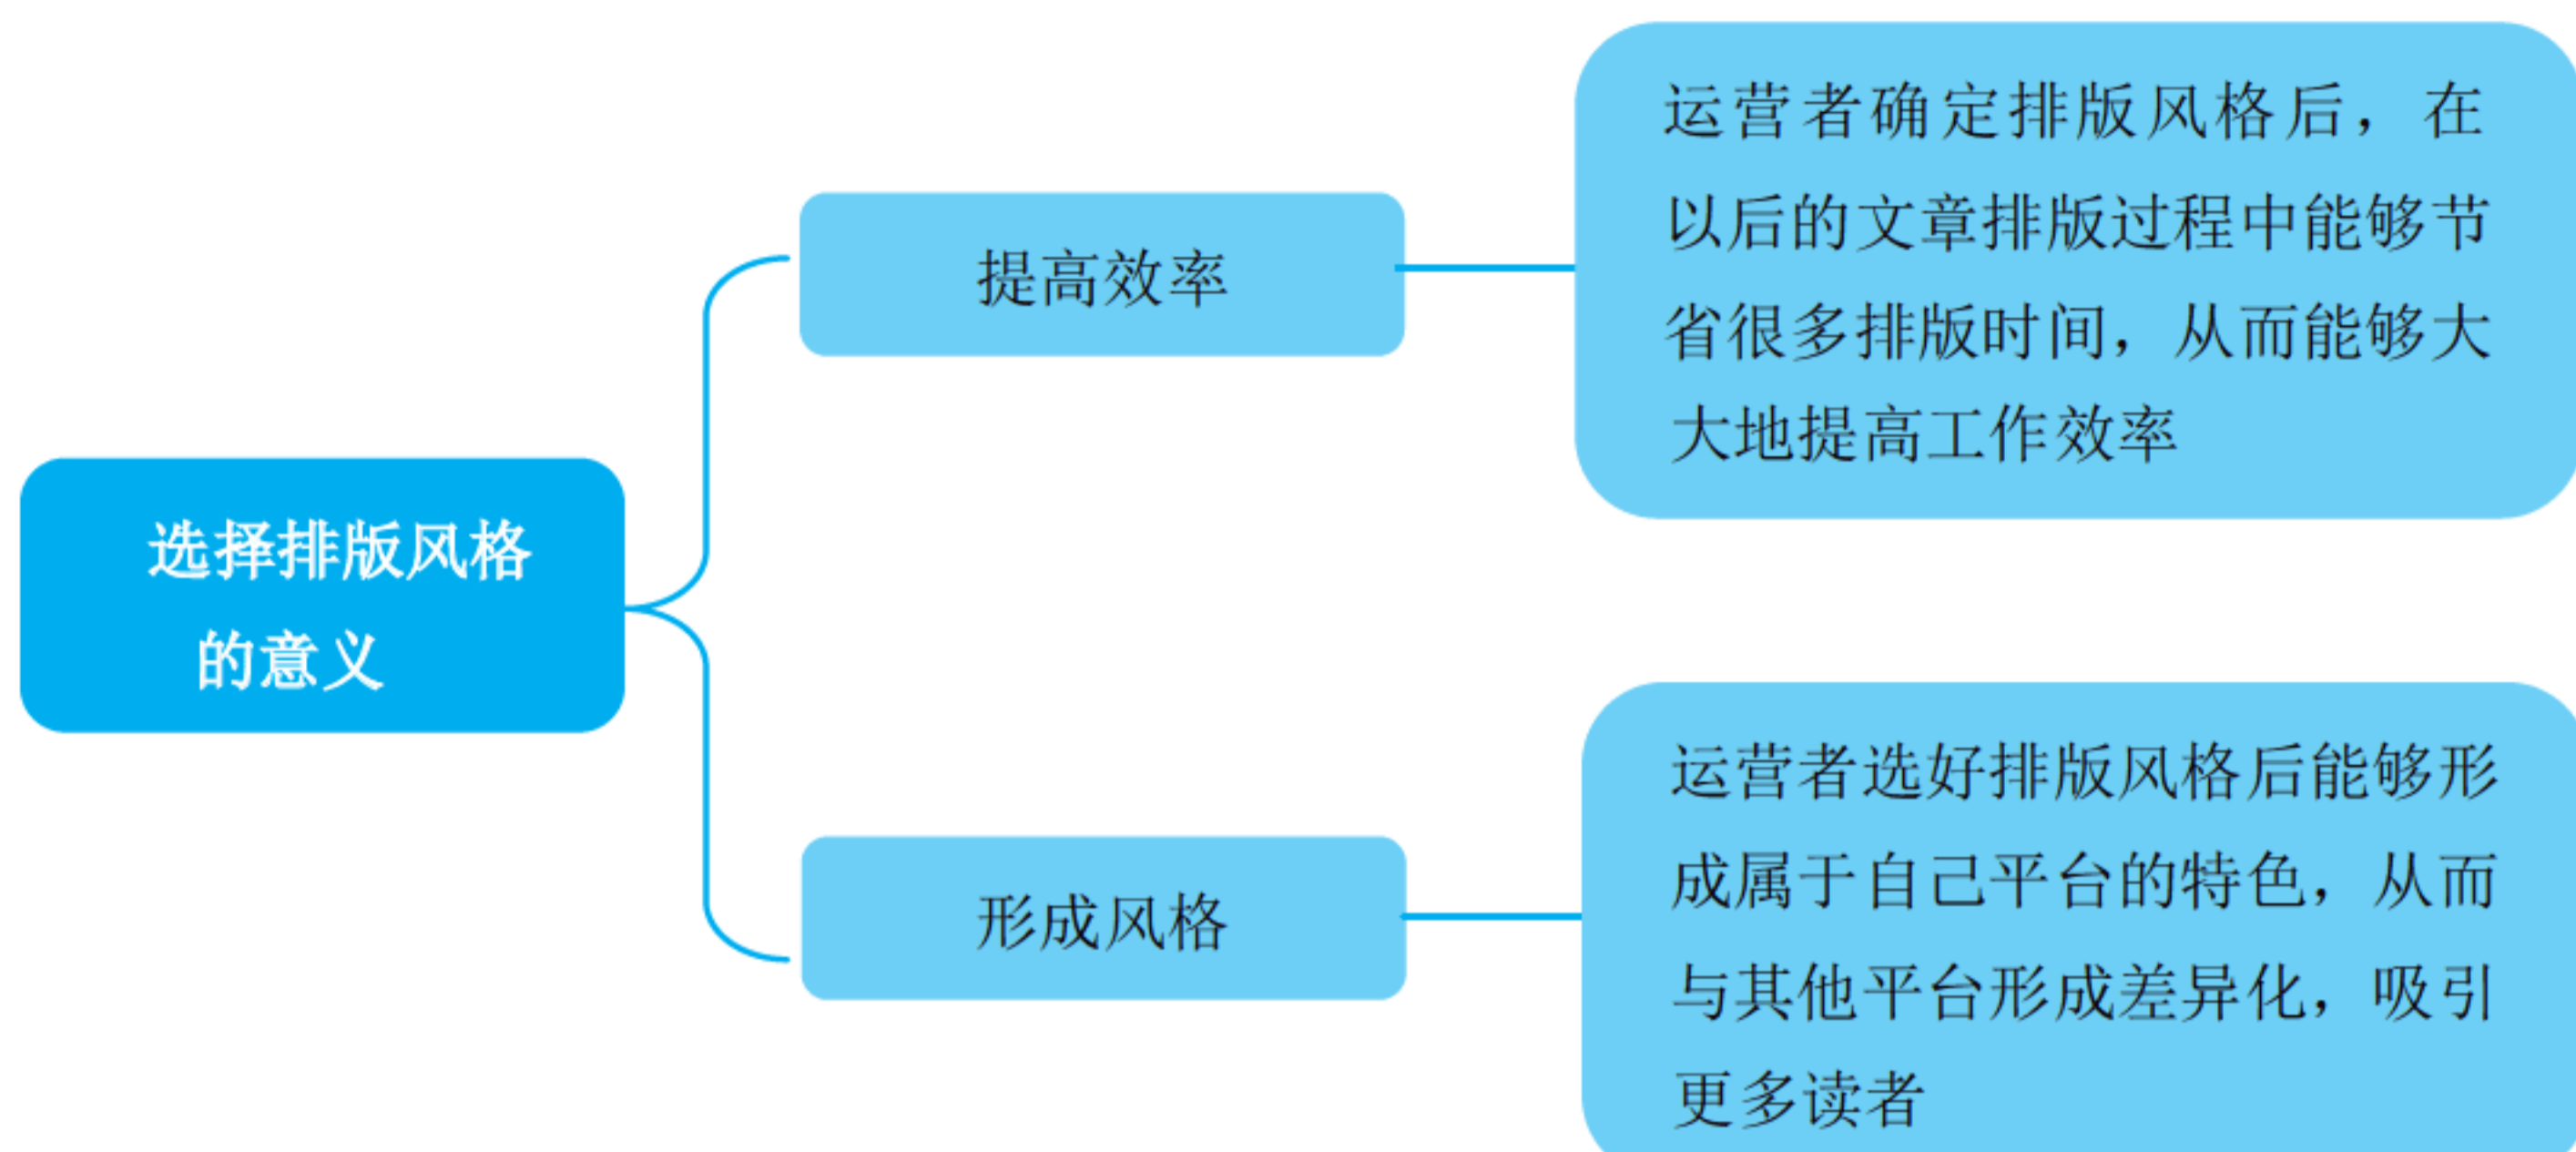 选择排版风格
的意义
提高效率
运营者确定排版风格后，在
以后的文章排版过程中能够节
省很多排版时间，从而能够大
大地提高工作效率
形成风格
运营者选好排版风格后能够形
成属于自己平台的特色，从而
与其他平台形成差异化，吸引
更多读者